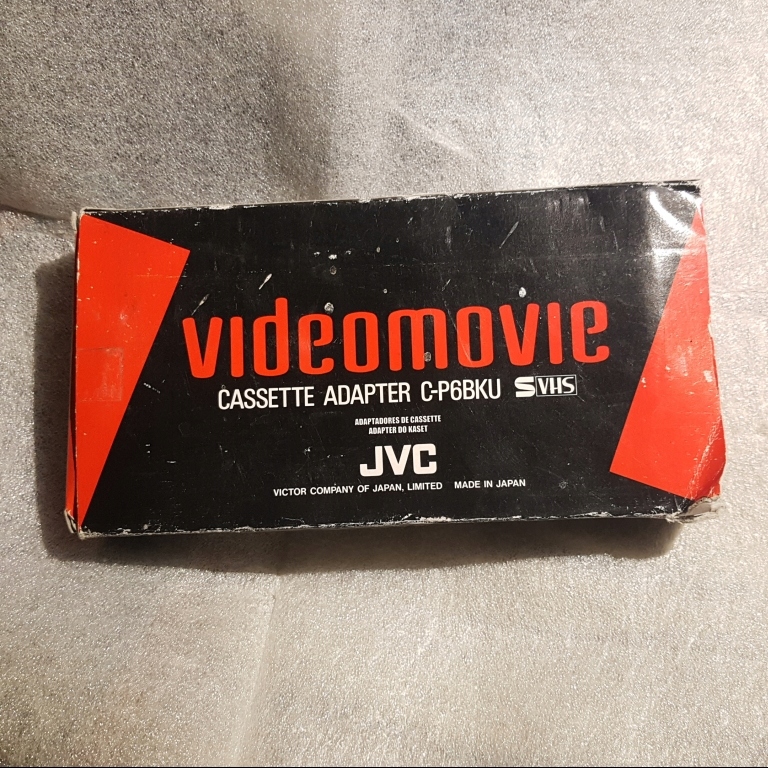 videomovie
CASSETTE ADAPTER C-P6BKU S VHS
ADAPTADORES DE CASSETTE
ADAPTER DO KASET
JVC
VICTOR COMPANY OF JAPAN, LIMITED MADE IN JAPAN